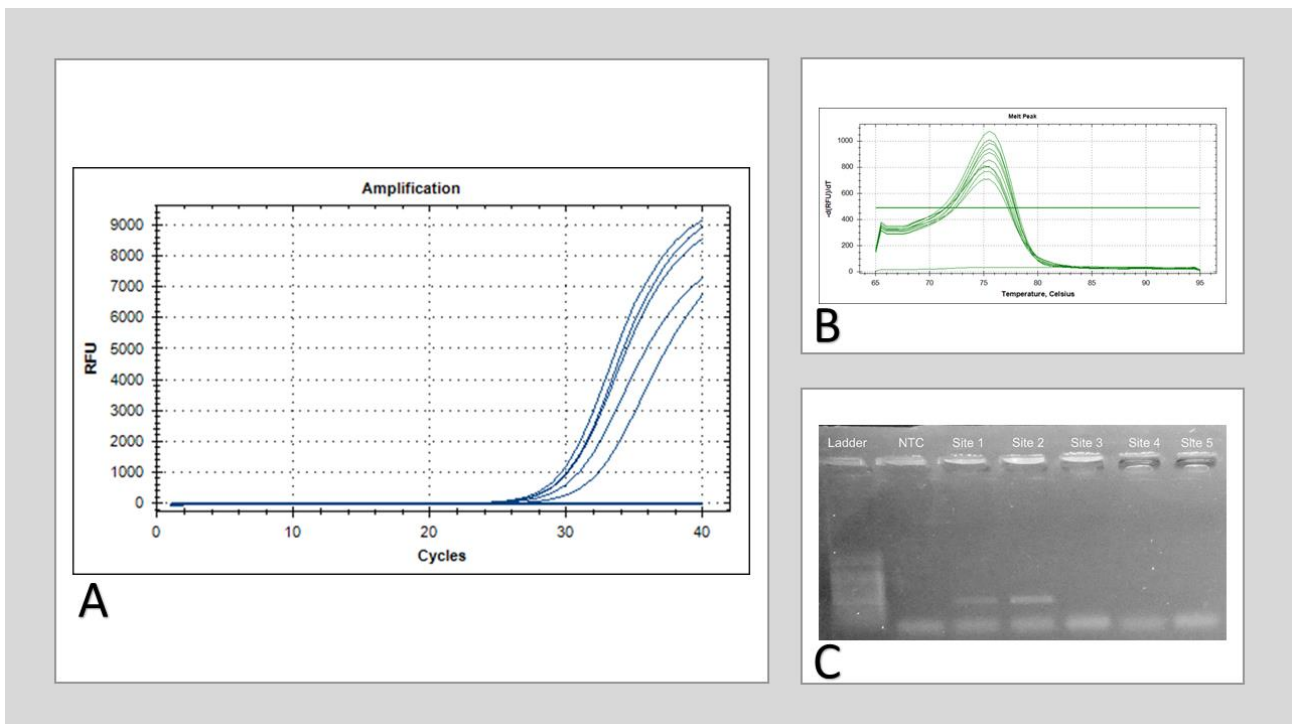 Amplification
9000
8000
7000
6000
5000
4000
3000
2000
1000
0
RFU
0 10 20 30 40
Cycles
A
Melt Peak
1000
800
600
400
200
0
-d(RFU)/dT
65 70 75 80 85 90 95
Temperature, Celsius
B
Ladder NTC Site 1 Site 2 Site 3 Site 4 Site 5
C